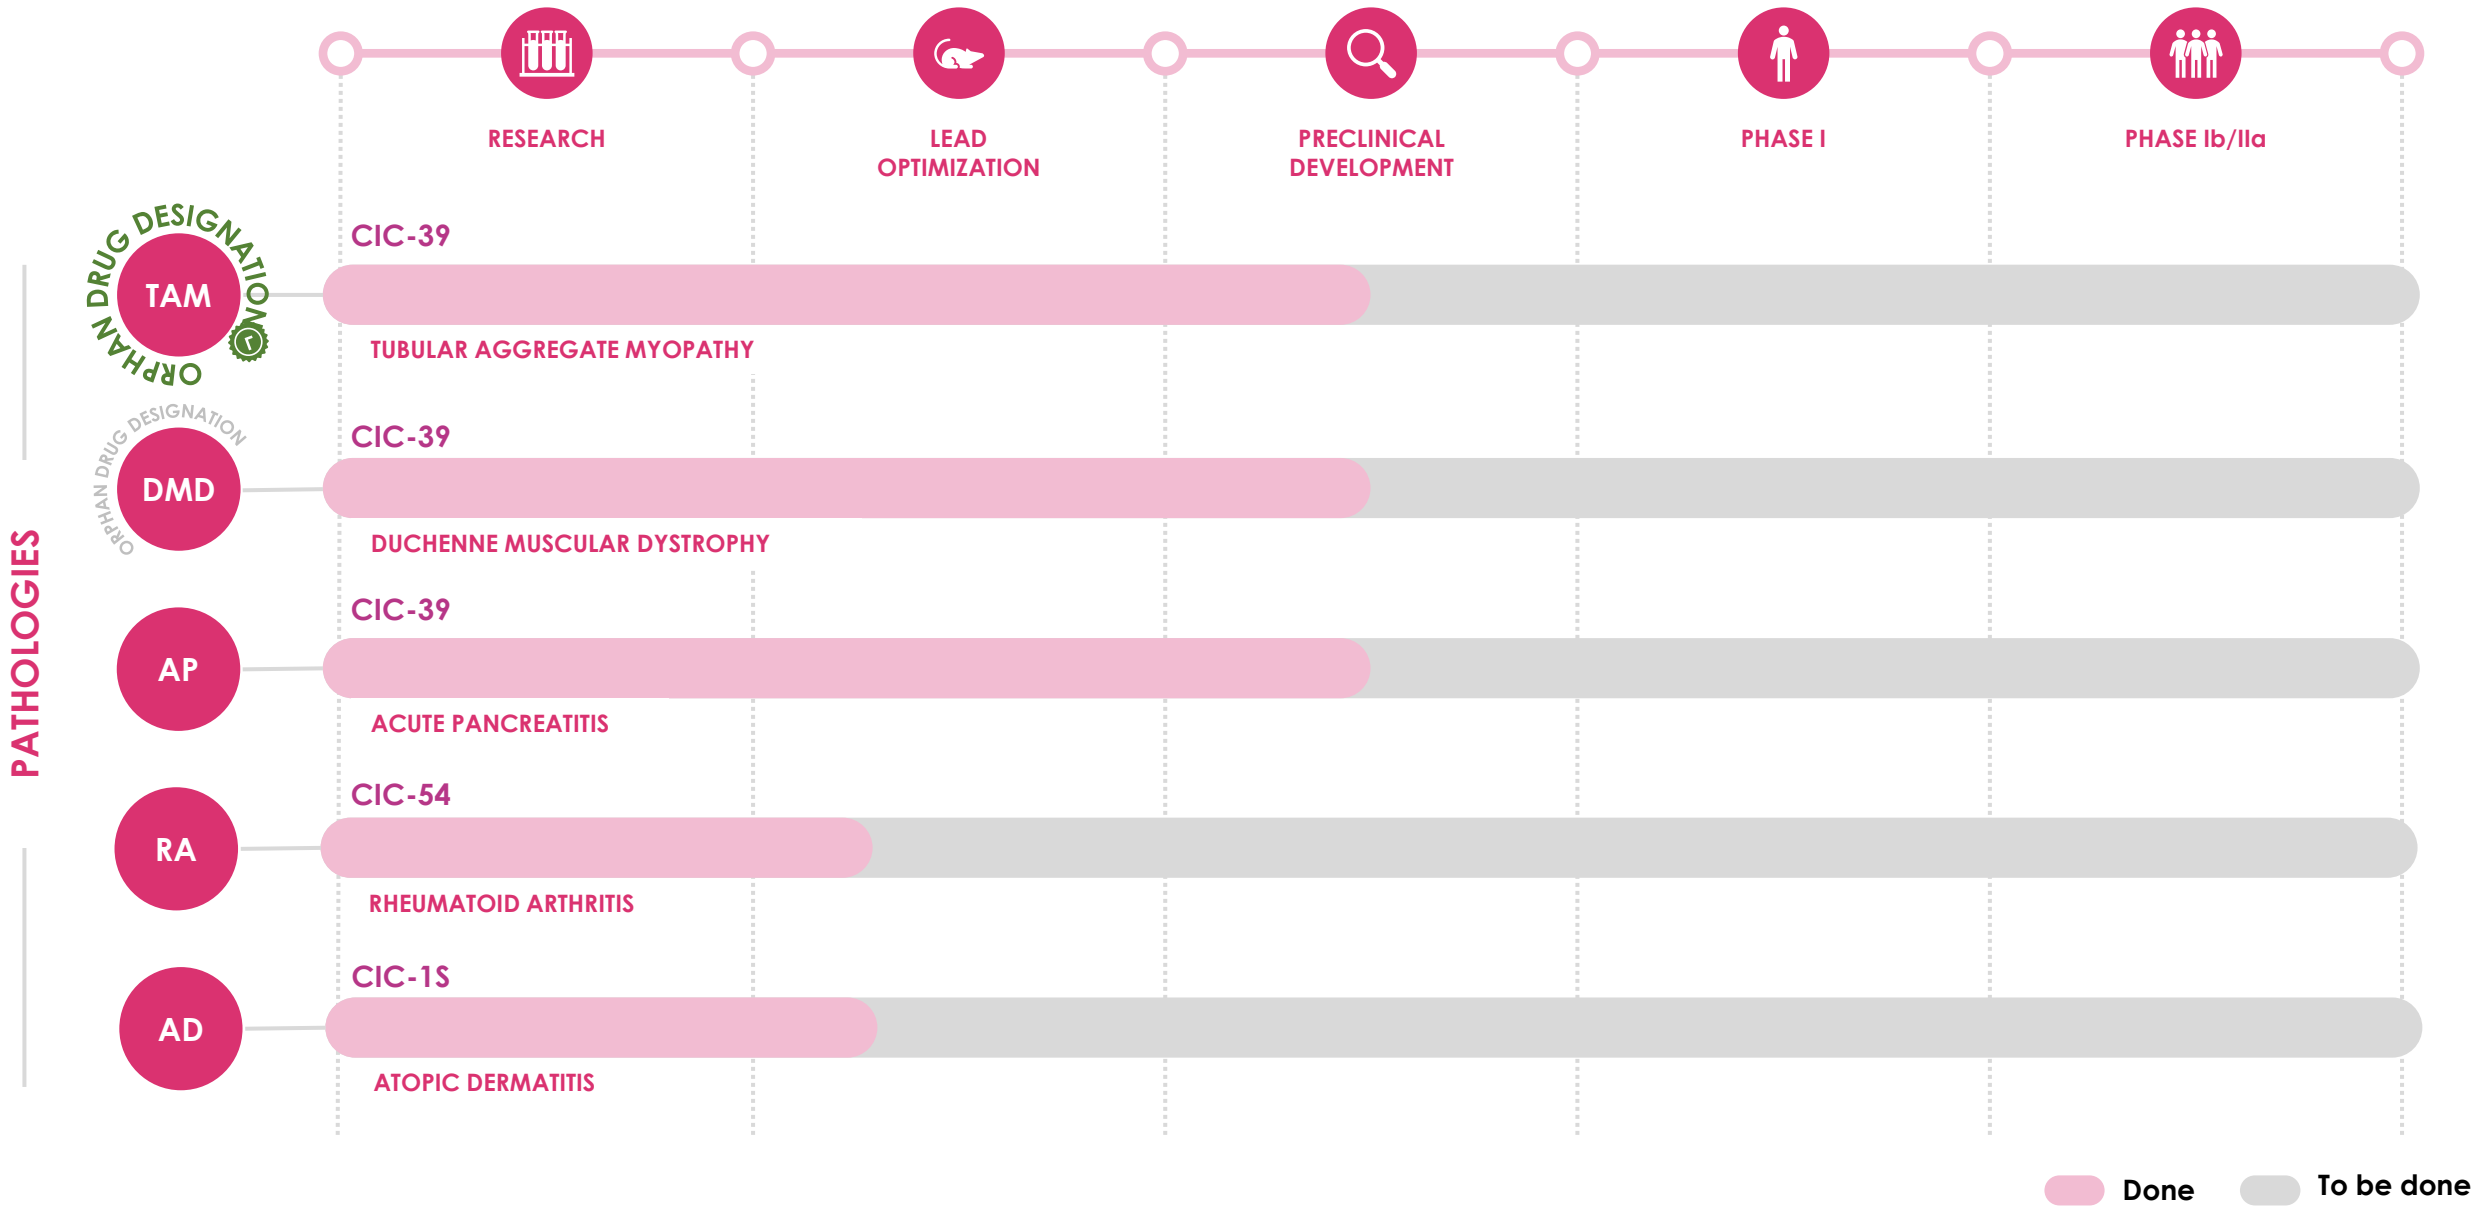 RESEARCH
LEAD
OPTIMIZATION
PRECLINICAL
DEVELOPMENT
PHASE I
PHASE Ib/IIa
PATHOLOGIES
ORPHAN DRUG DESIGNATION
TAM
CIC-39
TUBULAR AGGREGATE MYOPATHY
ORPHAN DRUG DESIGNATION
DMD
CIC-39
DUCHENNE MUSCULAR DYSTROPHY
AP
CIC-39
ACUTE PANCREATITIS
RA
CIC-54
RHEUMATOID ARTHRITIS
AD
CIC-1S
ATOPIC DERMATITIS
Done
To be done